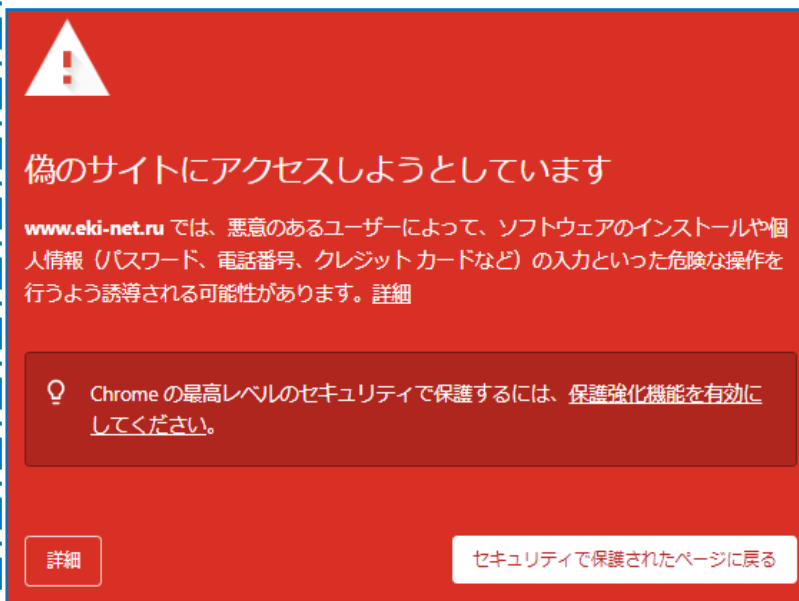 偽のサイトにアクセスしようとしています
www.eki-net.ru では、悪意のあるユーザーによって、ソフトウェアのインストールや個
人情報（パスワード、電話番号、クレジット カードなど）の入力といった危険な操作を
行うよう誘導される可能性があります。詳細
Chrome の最高レベルのセキュリティで保護するには、保護強化機能を有効に
してください。
詳細
セキュリティで保護されたページに戻る